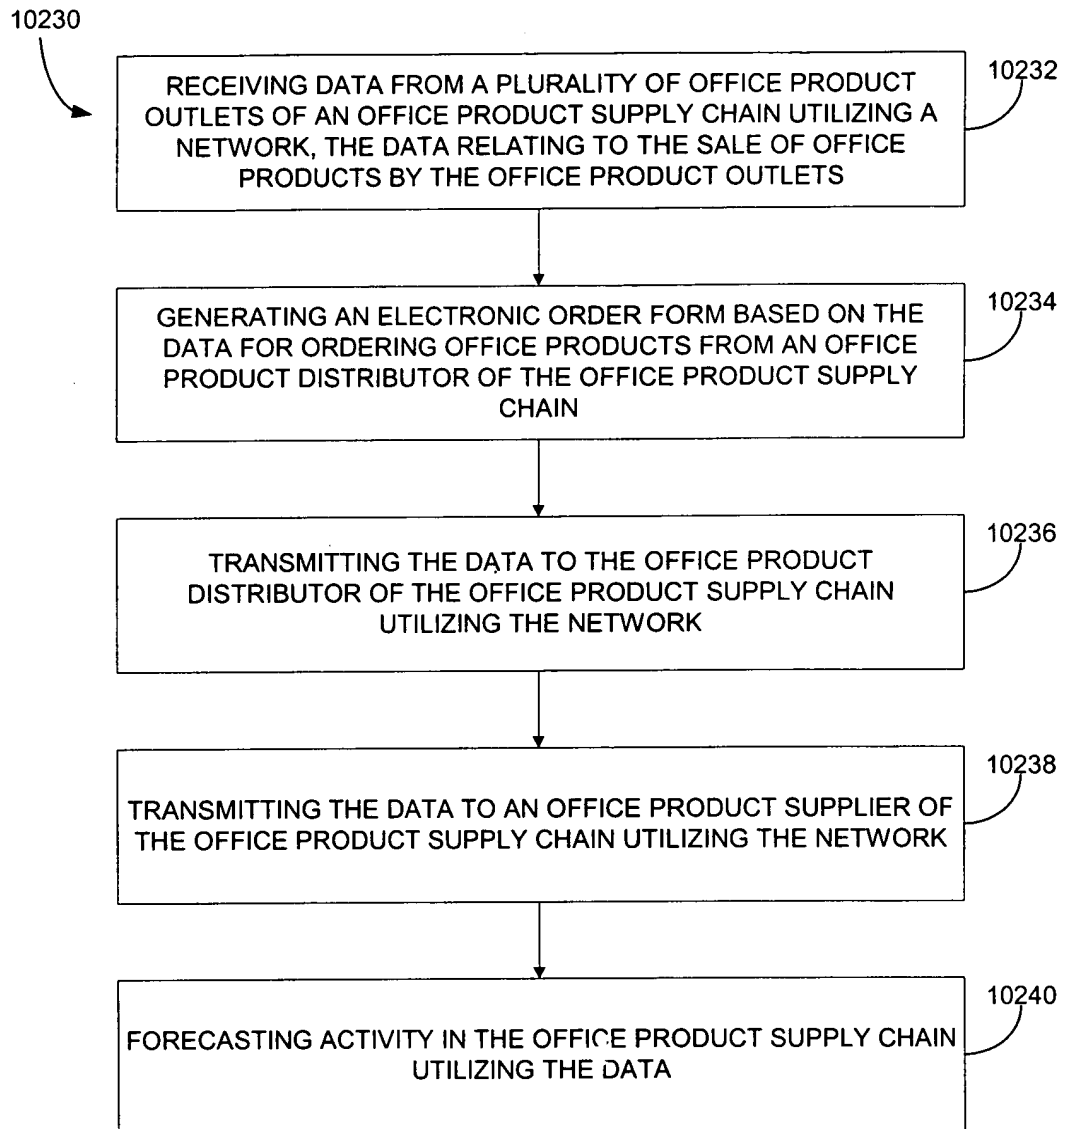 10230
10232
RECEIVING DATA FROM A PLURALITY OF OFFICE PRODUCT
OUTLETS OF AN OFFICE PRODUCT SUPPLY CHAIN UTILIZING A
NETWORK, THE DATA RELATING TO THE SALE OF OFFICE
PRODUCTS BY THE OFFICE PRODUCT OUTLETS
10234
GENERATING AN ELECTRONIC ORDER FORM BASED ON THE
DATA FOR ORDERING OFFICE PRODUCTS FROM AN OFFICE
PRODUCT DISTRIBUTOR OF THE OFFICE PRODUCT SUPPLY
CHAIN
10236
TRANSMITTING THE DATA TO THE OFFICE PRODUCT
DISTRIBUTOR OF THE OFFICE PRODUCT SUPPLY CHAIN
UTILIZING THE NETWORK
10238
TRANSMITTING THE DATA TO AN OFFICE PRODUCT SUPPLIER OF
THE OFFICE PRODUCT SUPPLY CHAIN UTILIZING THE NETWORK
10240
FORECASTING ACTIVITY IN THE OFFICE PRODUCT SUPPLY CHAIN
UTILIZING THE DATA